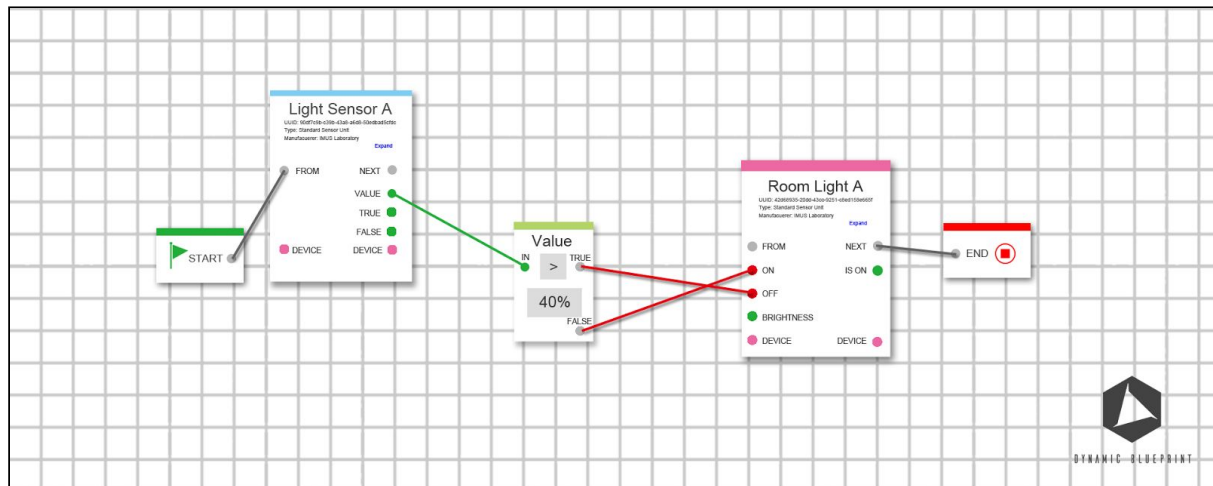 START
Light Sensor A
Type: Standard Sensor Unit
Manufaouerer: IMUS Laboratory
Expand
FROM NEXT
VALUE
TRUE
FALSE
DEVICE DEVICE
Value
IN > TRUE
40%
FALSE
Room Light A
Type: Standard Sensor Unit
Manufaouerer: IMUS Laboratory
Expand
FROM NEXT
ON IS ON
OFF
BRIGHTNESS
DEVICE DEVICE
END
DYNAMIC BLUEPRINT